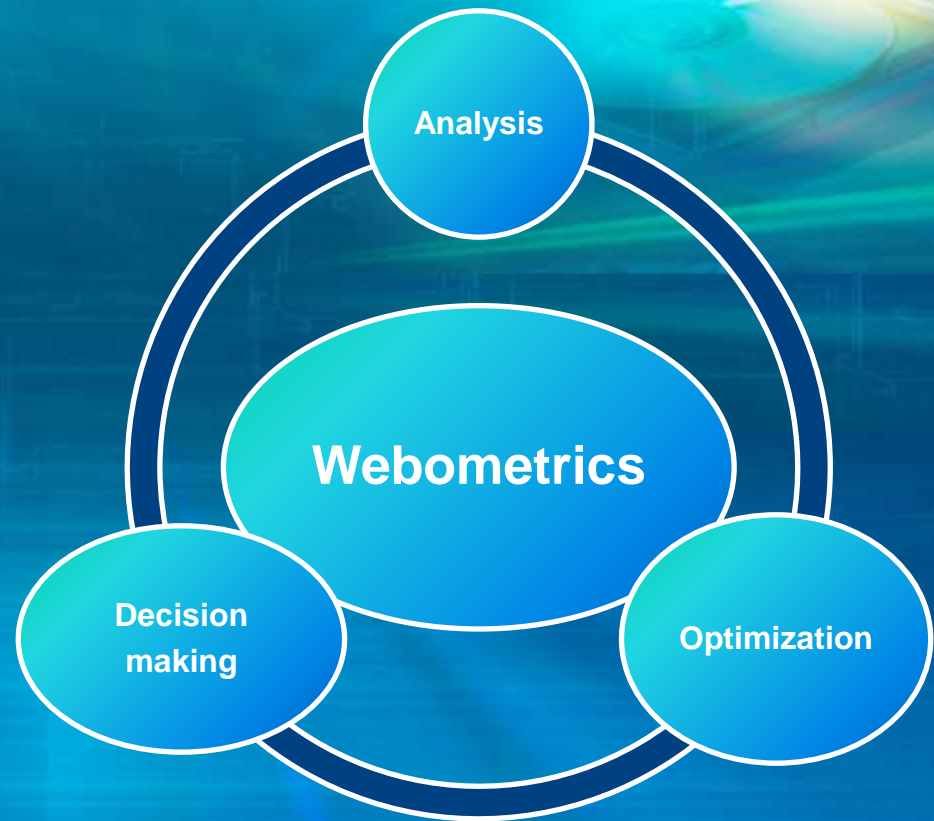 Analysis
Webometrics
Decision
making
Optimization